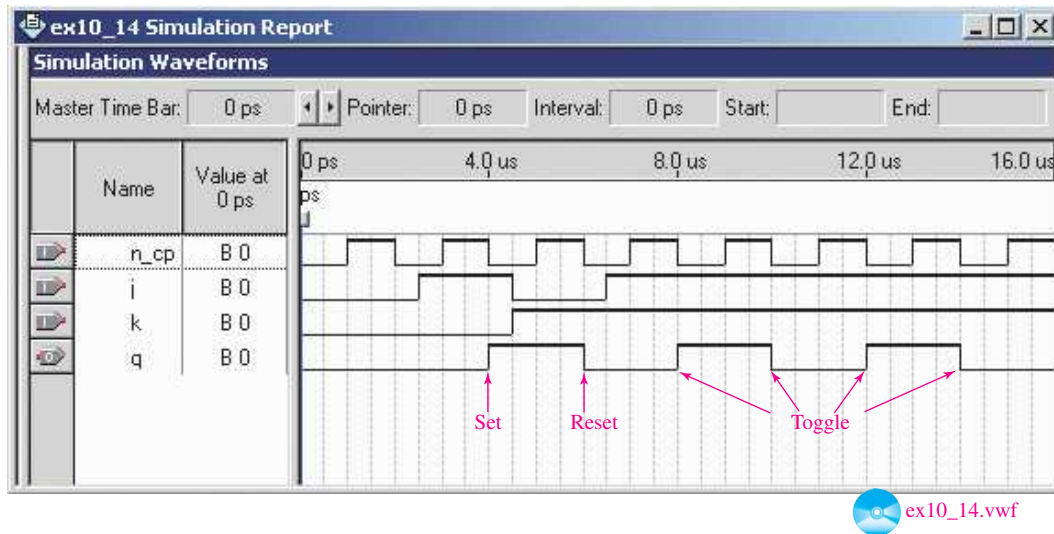 ex10_14 Simulation Report
Simulation Waveforms
Master Time Bar: 0 ps Pointer: 0 ps Interval: 0 ps Start: End:
Name Value at 0 ps
0 ps 4.0 us 8.0 us 12.0 us 16.0 us
ps
n_cp B 0
j B 0
k B 0
q B 0
Set Reset Toggle
ex10_14.vwf